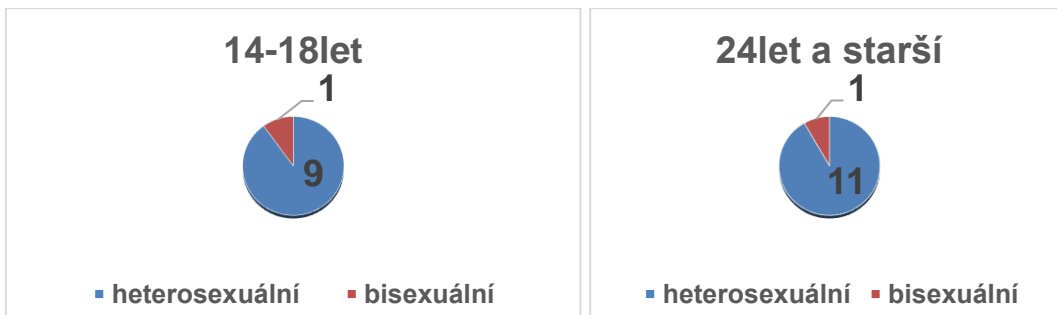 14-18let
1
9
heterosexuální bisexuální
24let a starší
1
11
heterosexuální bisexuální